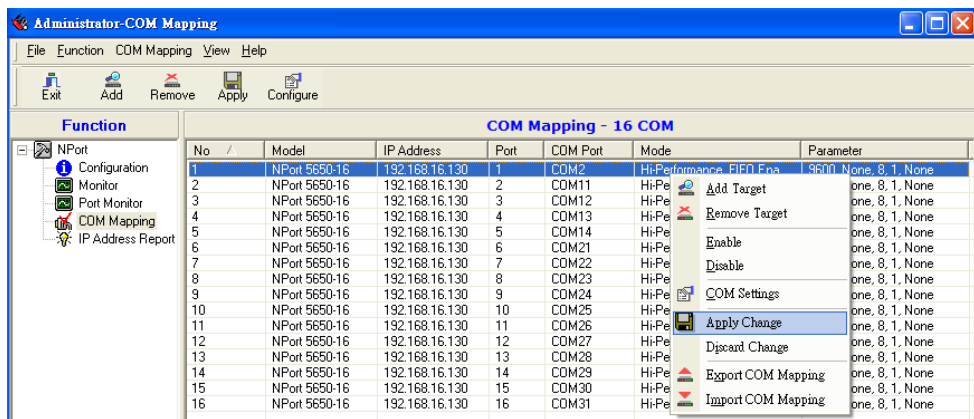 Administrator-COM Mapping
File Function COM Mapping View Help
Exit Add Remove Apply Configure
Function
COM Mapping - 16 COM
NPort
Configuration
Monitor
Port Monitor
COM Mapping
IP Address Report
No Model IP Address Port COM Port Mode Parameter
1 NPort 5650-16 192.168.16.130 1 COM2 Hi-Performance, FIFO Ena... 9600, None, 8, 1, None
2 NPort 5650-16 192.168.16.130 2 COM11 Hi-Pe one, 8, 1, None
3 NPort 5650-16 192.168.16.130 3 COM12 Hi-Pe one, 8, 1, None
4 NPort 5650-16 192.168.16.130 4 COM13 Hi-Pe one, 8, 1, None
5 NPort 5650-16 192.168.16.130 5 COM14 Hi-Pe one, 8, 1, None
6 NPort 5650-16 192.168.16.130 6 COM21 Hi-Pe one, 8, 1, None
7 NPort 5650-16 192.168.16.130 7 COM22 Hi-Pe one, 8, 1, None
8 NPort 5650-16 192.168.16.130 8 COM23 Hi-Pe one, 8, 1, None
9 NPort 5650-16 192.168.16.130 9 COM24 Hi-Pe one, 8, 1, None
10 NPort 5650-16 192.168.16.130 10 COM25 Hi-Pe one, 8, 1, None
11 NPort 5650-16 192.168.16.130 11 COM26 Hi-Pe one, 8, 1, None
12 NPort 5650-16 192.168.16.130 12 COM27 Hi-Pe one, 8, 1, None
13 NPort 5650-16 192.168.16.130 13 COM28 Hi-Pe one, 8, 1, None
14 NPort 5650-16 192.168.16.130 14 COM29 Hi-Pe one, 8, 1, None
15 NPort 5650-16 192.168.16.130 15 COM30 Hi-Pe one, 8, 1, None
16 NPort 5650-16 192.168.16.130 16 COM31 Hi-Pe one, 8, 1, None
Add Target
Remove Target
Enable
Disable
COM Settings
Apply Change
Discard Change
Export COM Mapping
Import COM Mapping